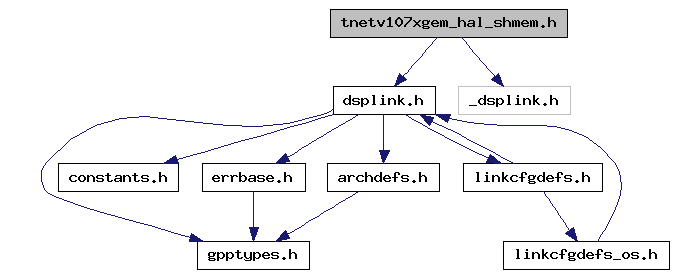 tnetv107xgem_hal_shmem.h
dsplink.h
_dsplink.h
constants.h
errbase.h
archdefs.h
linkcfgdefs.h
gpptypes.h
linkcfgdefs_os.h